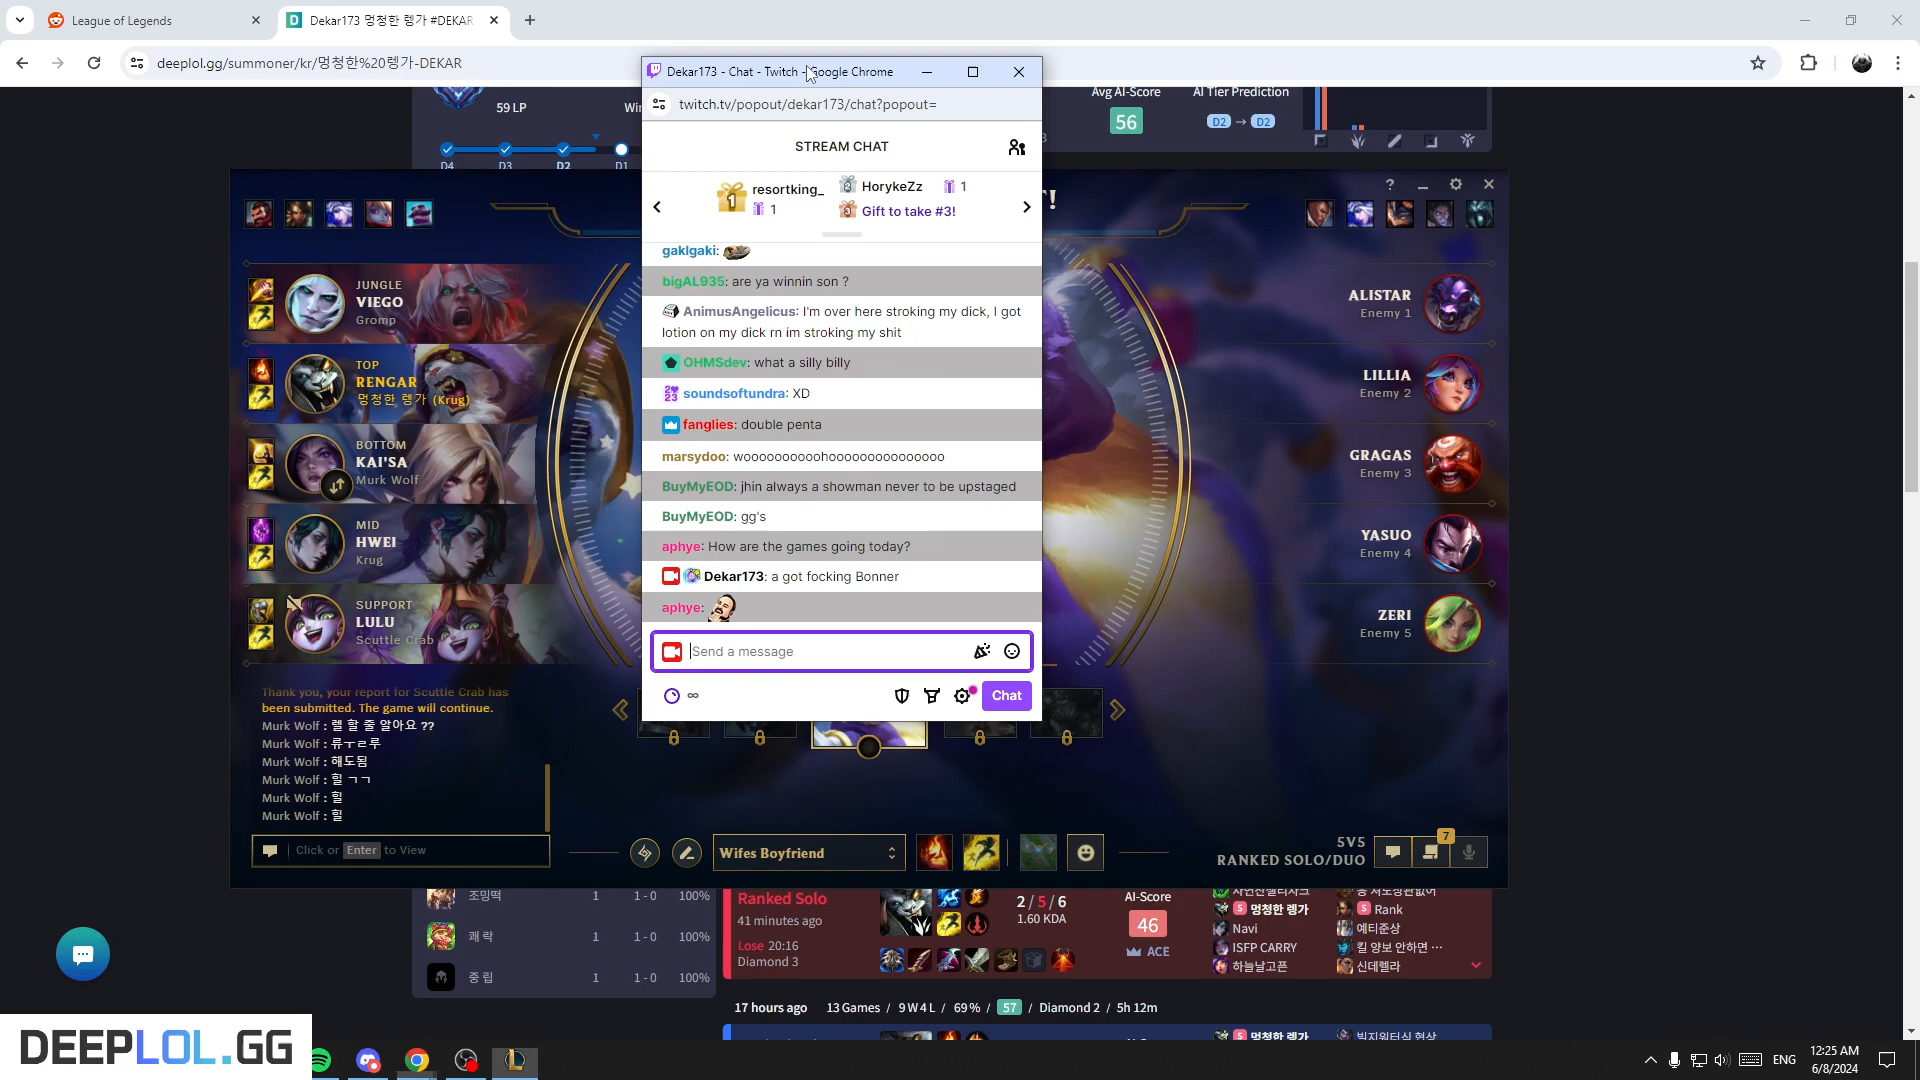 League of Legends
Dekar173 멍청한 렝가 #DEKAR
deeplol.gg/summoner/kr/멍청한%20렝가-DEKAR
59 LP
D4
D3
D2
D1
Avg AI-Score
56
AI Tier Prediction
D2 → D2
Dekar173 - Chat - Twitch - Google Chrome
twitch.tv/popout/dekar173/chat?popout=
STREAM CHAT
1
resortking_
1
HorykeZz
1
Gift to take #3!
gaklgaki:
bigAL935: are ya winnin son ?
AnimusAngelicus: I'm over here stroking my dick, I got
lotion on my dick rn im stroking my shit
OHMSdev: what a silly billy
soundsoftundra: XD
fanglies: double penta
marsydoo: wooooooooohoooooooooooooo
BuyMyEOD: jhin always a showman never to be upstaged
BuyMyEOD: gg's
aphye: How are the games going today?
Dekar173: a got focking Bonner
aphye:
Send a message
∞
Chat
JUNGLE
VIEGO
Gromp
TOP
RENGAR
멍청한 렝가 (Krug)
BOTTOM
KAI'SA
Murk Wolf
MID
HWEI
Krug
SUPPORT
LULU
Scuttle Crab
ALISTAR
Enemy 1
LILLIA
Enemy 2
GRAGAS
Enemy 3
YASUO
Enemy 4
ZERI
Enemy 5
Thank you, your report for Scuttle Crab has
been submitted. The game will continue.
Murk Wolf : 렐 할 줄 알아요 ??
Murk Wolf : 류ㅜㄹ루
Murk Wolf : 해도됨
Murk Wolf : 힐 ㄱㄱ
Murk Wolf : 힐
Murk Wolf : 힐
Click or Enter to View
Wifes Boyfriend
5V5
RANKED SOLO/DUO
7
조밍떡 1 1 - 0 100%
쾌 락 1 1 - 0 100%
중 립 1 1 - 0 100%
Ranked Solo
41 minutes ago
Lose 20:16
Diamond 3
2 / 5 / 6
1.60 KDA
AI-Score
46
ACE
S 멍청한 렝가
Navi
ISFP CARRY
하늘날고픈
S Rank
예티준상
킬 양보 안하면 ...
신데렐라
17 hours ago 13 Games / 9 W 4 L / 69 % / 57 / Diamond 2 / 5h 12m
S 멍청한 렝가
DEEPLOL.GG
ENG
12:25 AM
6/8/2024